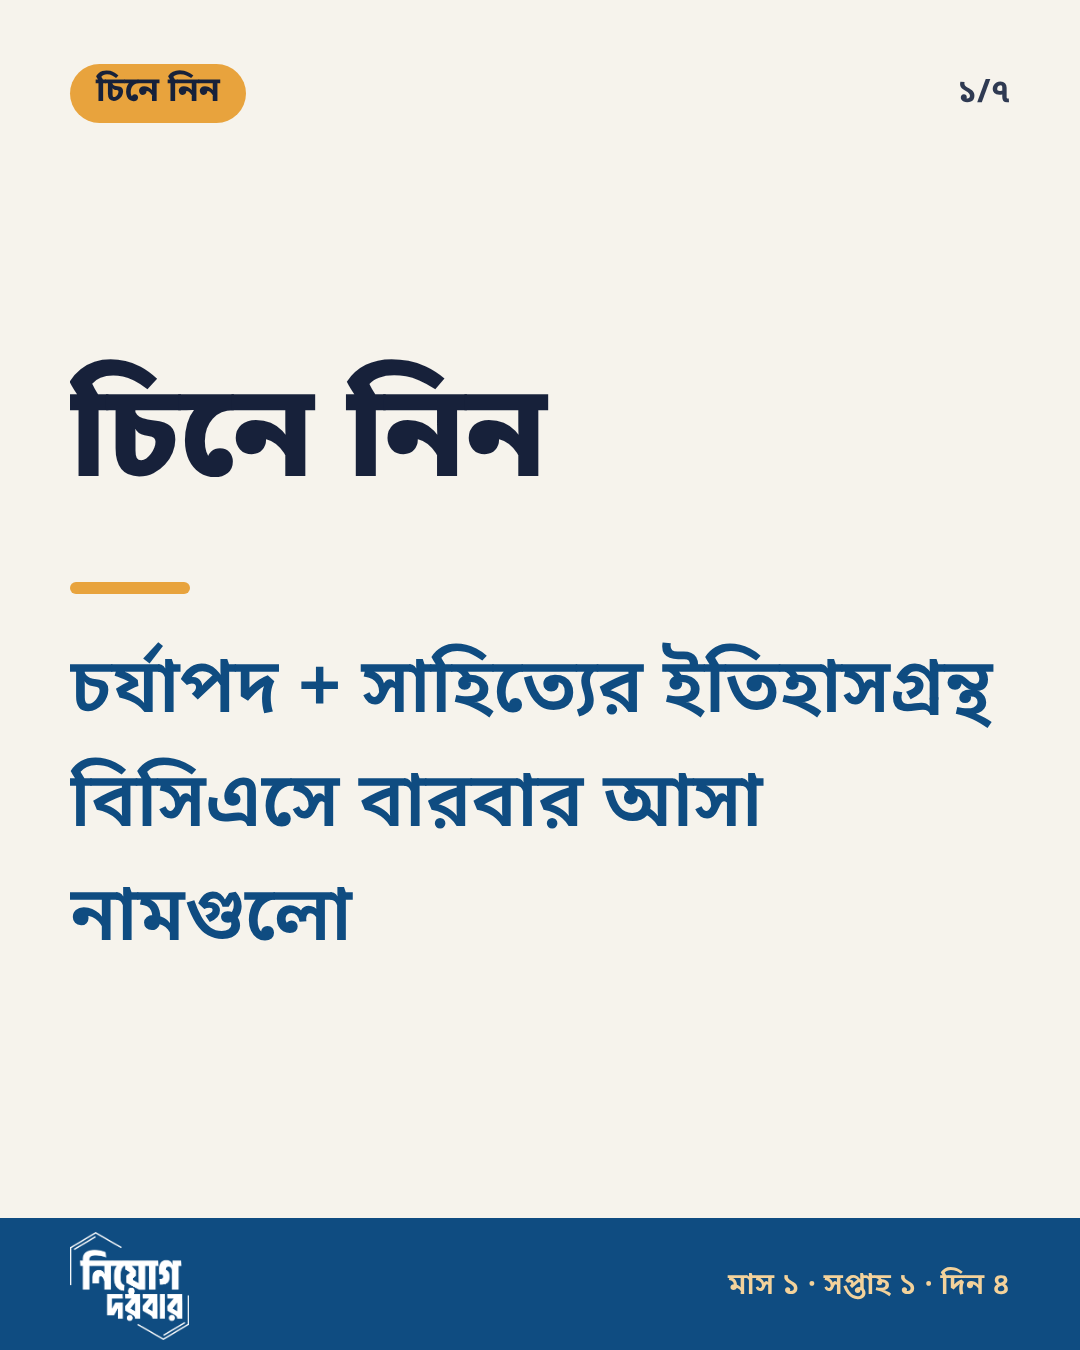 চিনে নিন
১/৭
চিনে নিন
চর্যাপদ + সাহিত্যের ইতিহাসগ্রন্থ
বিসিএসে বারবার আসা
নামগুলো
নিয়োগ
দরবার
মাস ১ · সপ্তাহ ১ · দিন ৪